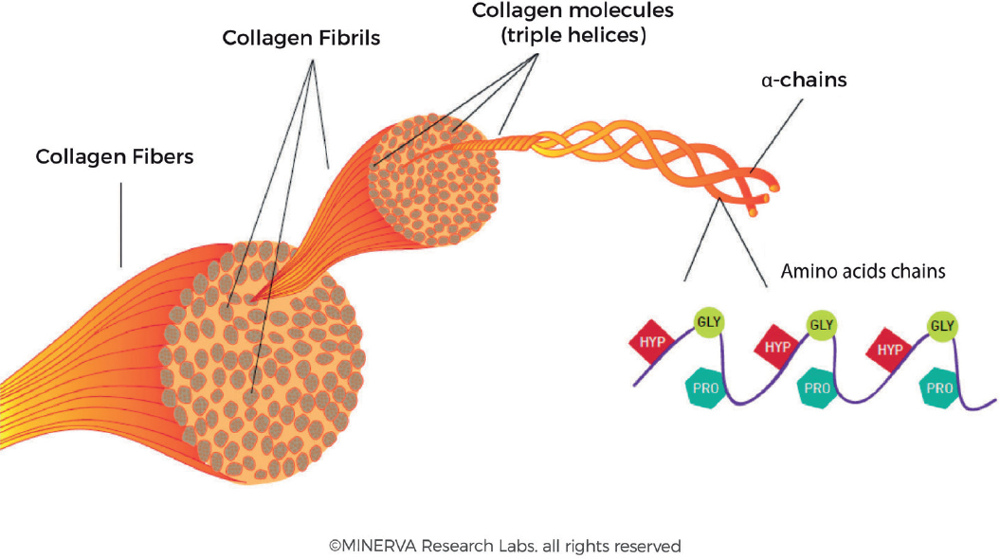 Collagen molecules
(triple helices)
Collagen Fibrils
α-chains
Collagen Fibers
Amino acids chains
HYP
GLY
PRO
HYP
GLY
PRO
HYP
GLY
PRO
©MINERVA Research Labs. all rights reserved